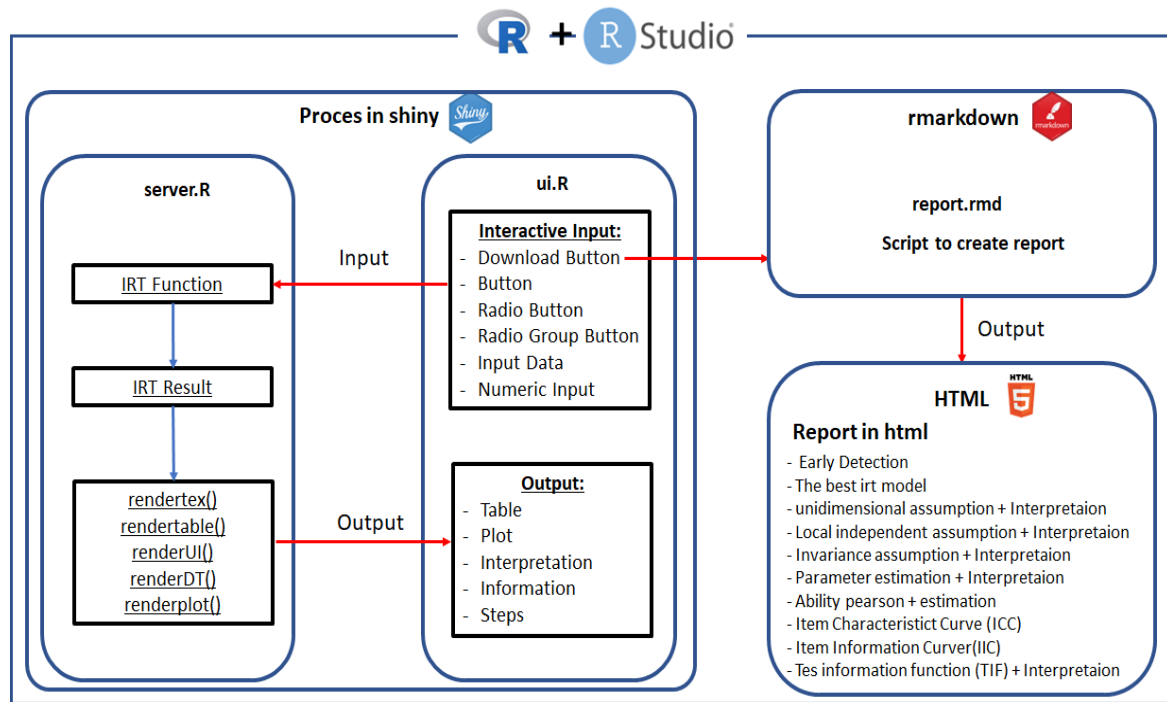 R + R Studio
Proces in shiny
Shiny
server.R
IRT Function
IRT Result
rendertex()
rendertable()
renderUI()
renderDT()
renderplot()
Input
Output
ui.R
Interactive Input:
- Download Button
- Button
- Radio Button
- Radio Group Button
- Input Data
- Numeric Input
Output:
- Table
- Plot
- Interpretation
- Information
- Steps
rmarkdown
rmarkdown
report.rmd
Script to create report
Output
HTML
HTML
5
Report in html
- Early Detection
- The best irt model
- unidimensional assumption + Interpretaion
- Local independent assumption + Interpretaion
- Invariance assumption + Interpretaion
- Parameter estimation + Interpretaion
- Ability pearson + estimation
- Item Characteristict Curve (ICC)
- Item Information Curver(IIC)
- Tes information function (TIF) + Interpretaion